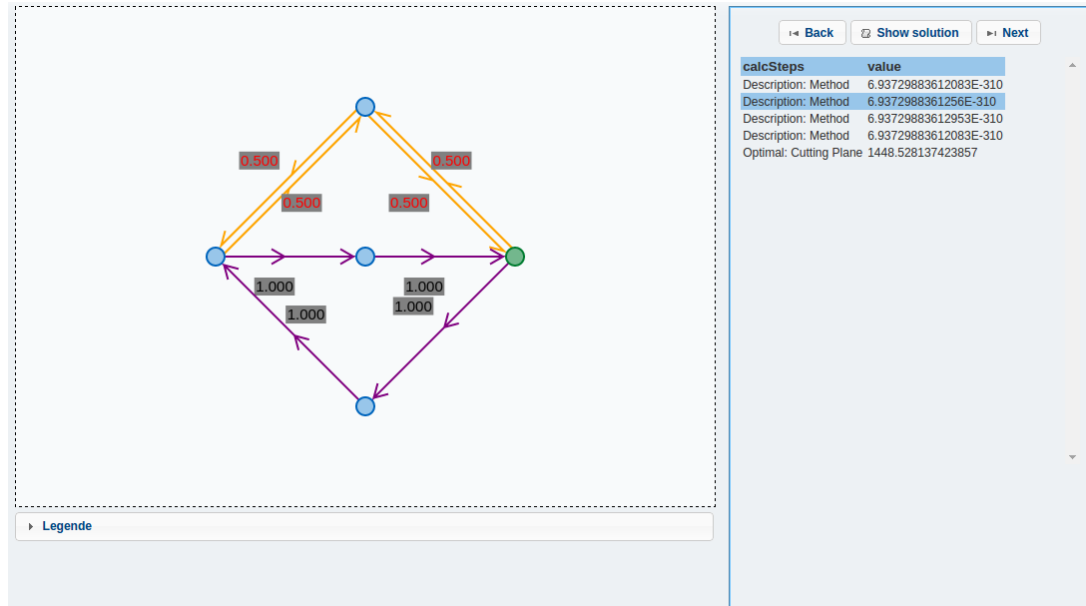 Back Show solution Next
calcSteps value
Description: Method 6.93729883612083E-310
Description: Method 6.9372988361256E-310
Description: Method 6.93729883612953E-310
Description: Method 6.93729883612083E-310
Optimal: Cutting Plane 1448.528137423857
0.500 0.500
0.500 0.500
1.000 1.000
1.000 1.000
Legende